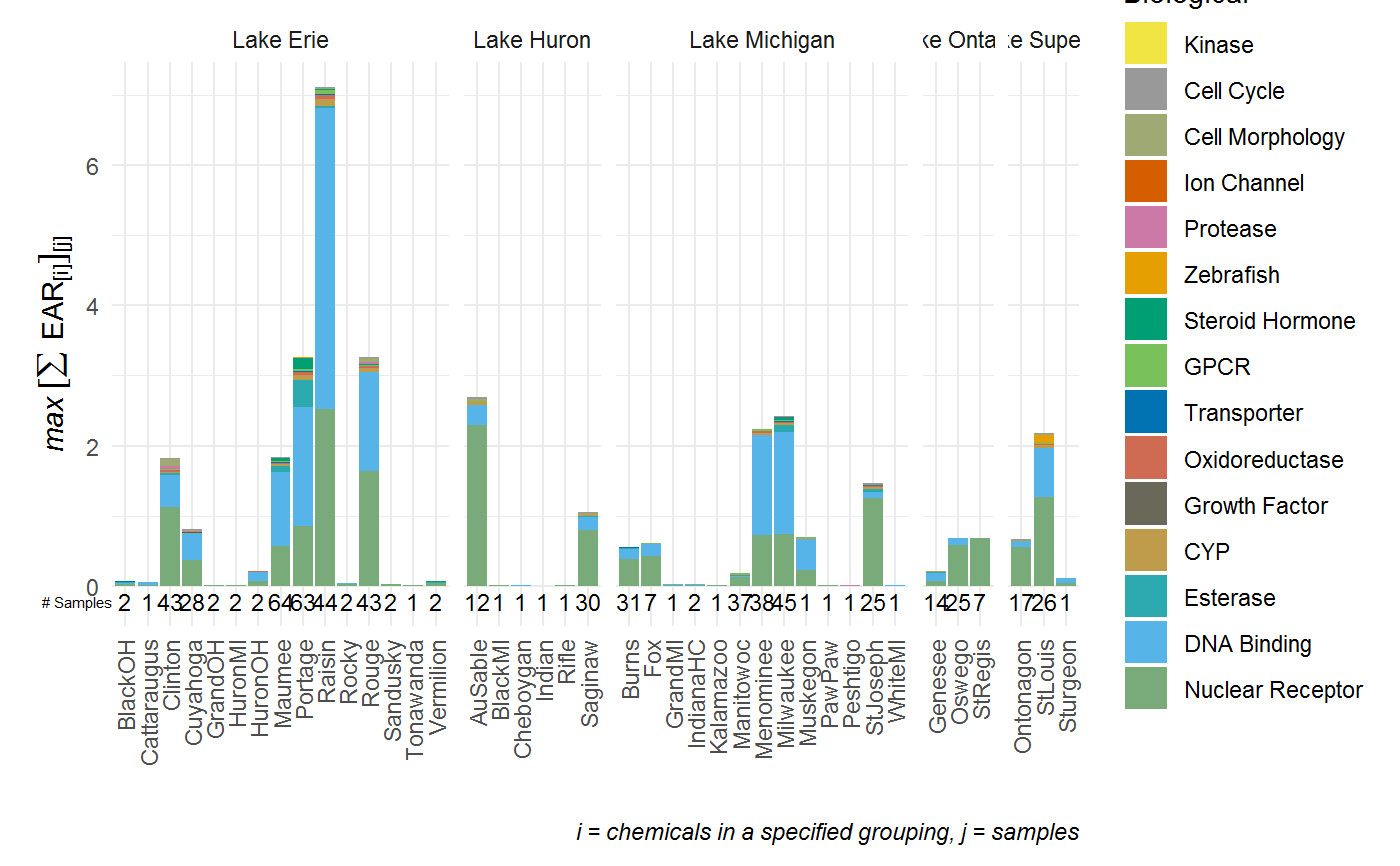 Biological
Lake Erie
Lake Huron
Lake Michigan
ke Onta
ke Supe
max [∑ EAR[i]][j]
6
4
2
0
# Samples
2 1 43 28 2 2 2 64 63 44 2 43 2 1 2
12 1 1 1 1 30
31 7 1 2 1 37 38 45 1 1 1 25 1
14 25 7
17 26 1
BlackOH
Cattaraugus
Clinton
Cuyahoga
GrandOH
HuronMI
HuronOH
Maumee
Portage
Raisin
Rocky
Rouge
Sandusky
Tonawanda
Vermilion
AuSable
BlackMI
Cheboygan
Indian
Rifle
Saginaw
Burns
Fox
GrandMI
IndianaHC
Kalamazoo
Manitowoc
Menominee
Milwaukee
Muskegon
PawPaw
Peshtigo
StJoseph
WhiteMI
Genesee
Oswego
StRegis
Ontonagon
StLouis
Sturgeon
Kinase
Cell Cycle
Cell Morphology
Ion Channel
Protease
Zebrafish
Steroid Hormone
GPCR
Transporter
Oxidoreductase
Growth Factor
CYP
Esterase
DNA Binding
Nuclear Receptor
i = chemicals in a specified grouping, j = samples